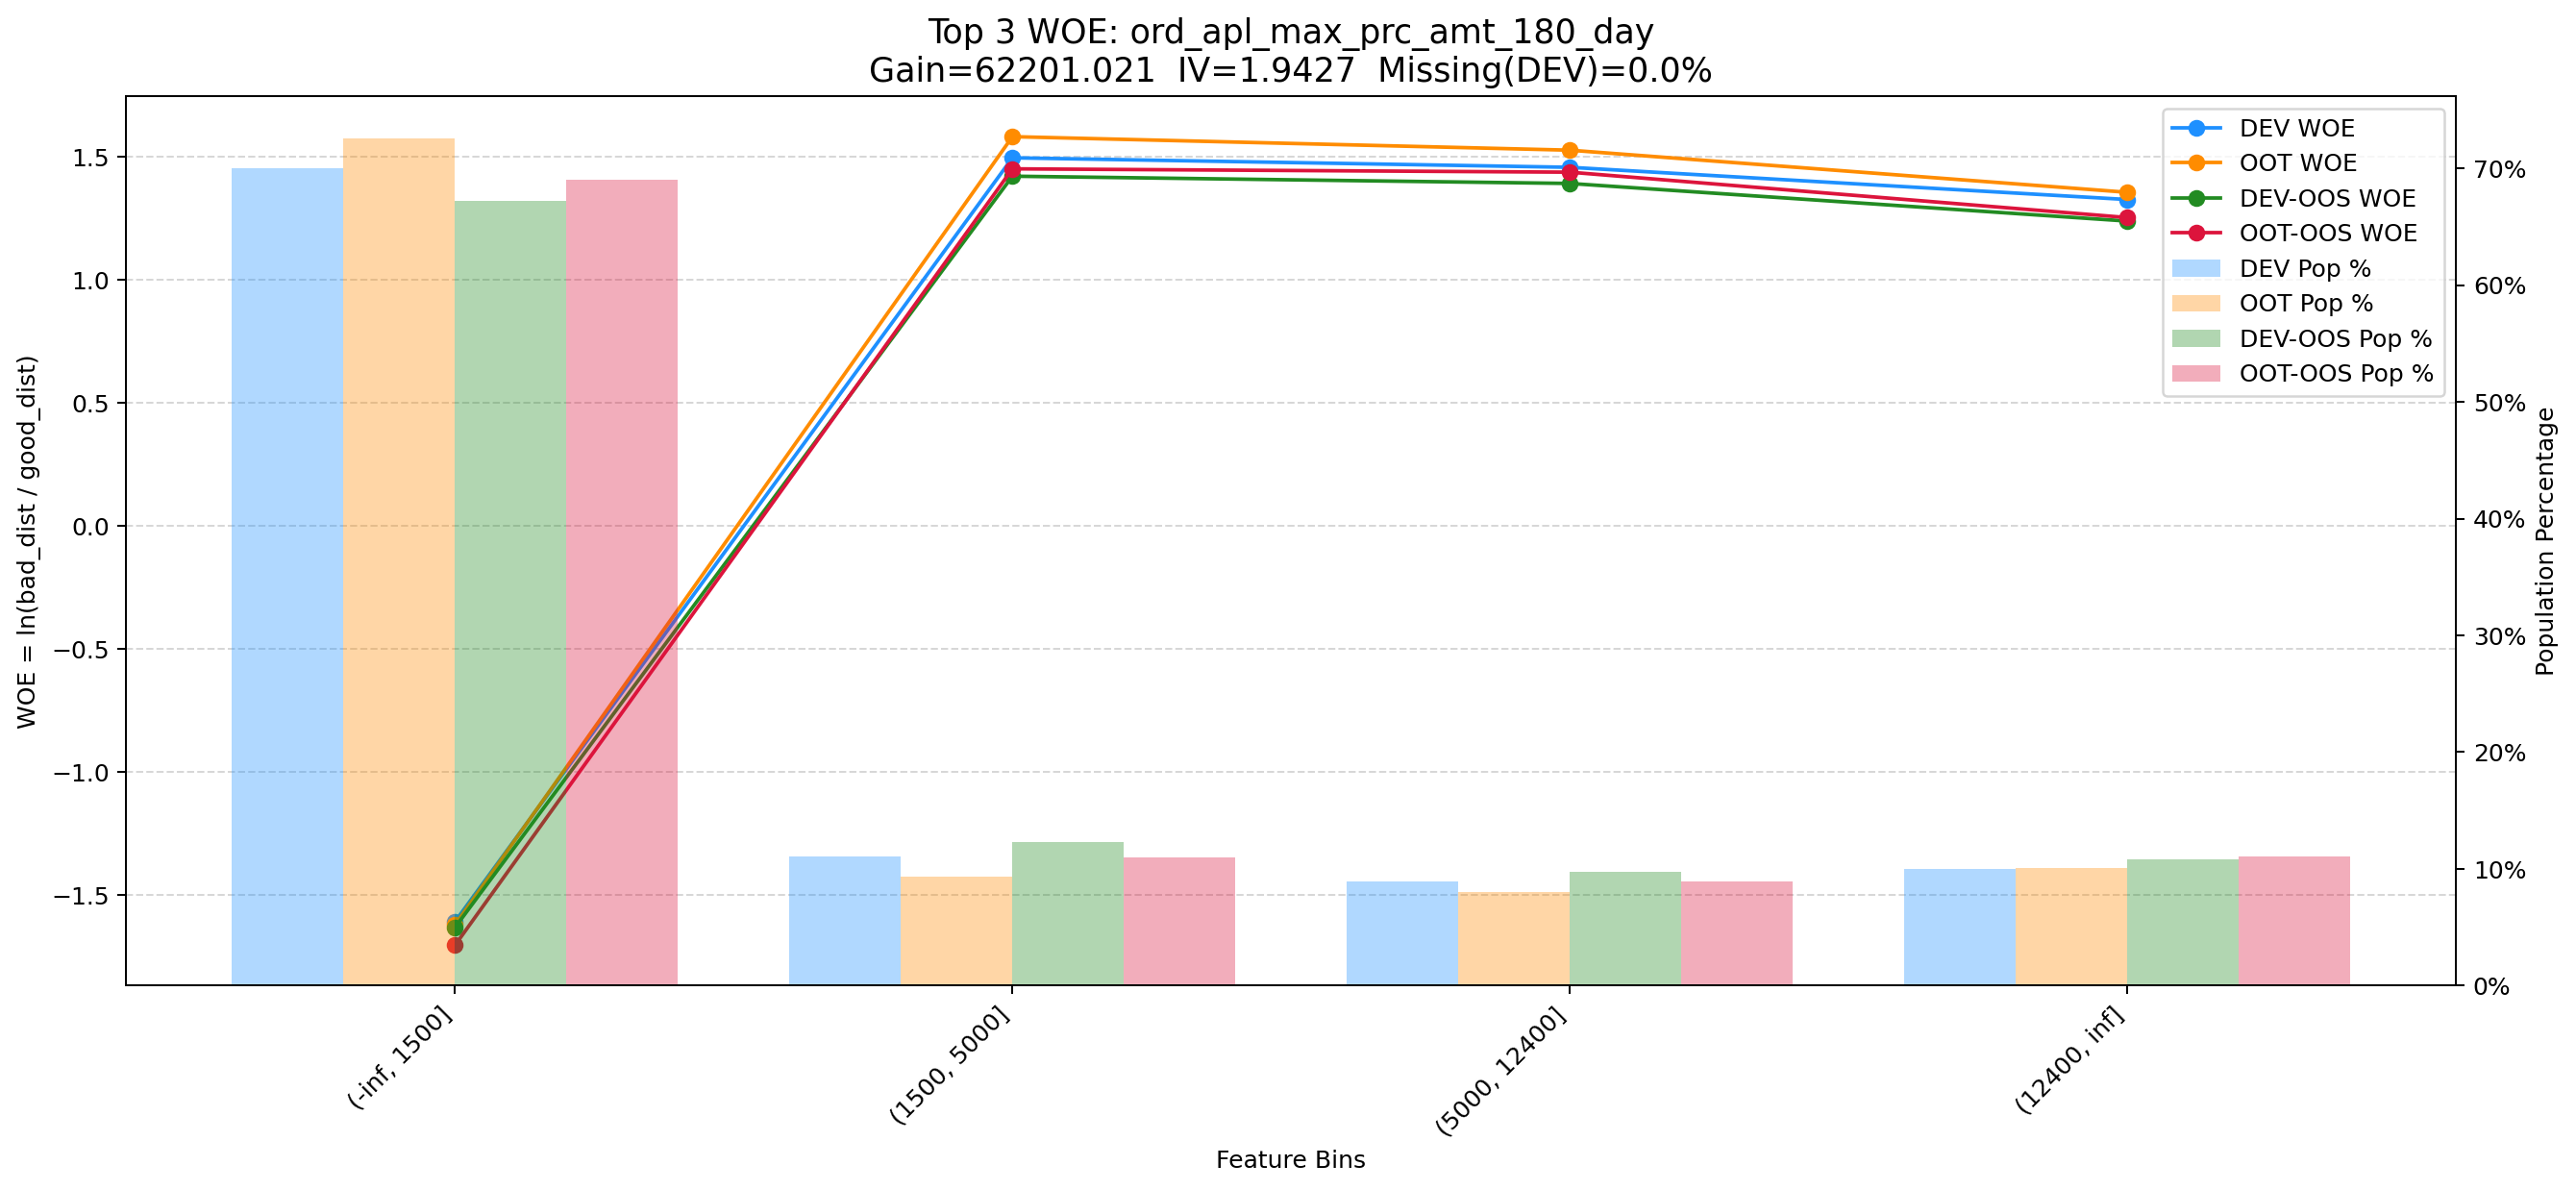 Top 3 WOE: ord_apl_max_prc_amt_180_day
Gain=62201.021  IV=1.9427  Missing(DEV)=0.0%
WOE = ln(bad_dist / good_dist)
1.5
1.0
0.5
0.0
−0.5
−1.0
−1.5
DEV WOE
OOT WOE
DEV-OOS WOE
OOT-OOS WOE
DEV Pop %
OOT Pop %
DEV-OOS Pop %
OOT-OOS Pop %
70%
60%
50%
40%
30%
20%
10%
0%
Population Percentage
(-inf, 1500]
(1500, 5000]
(5000, 12400]
(12400, inf]
Feature Bins